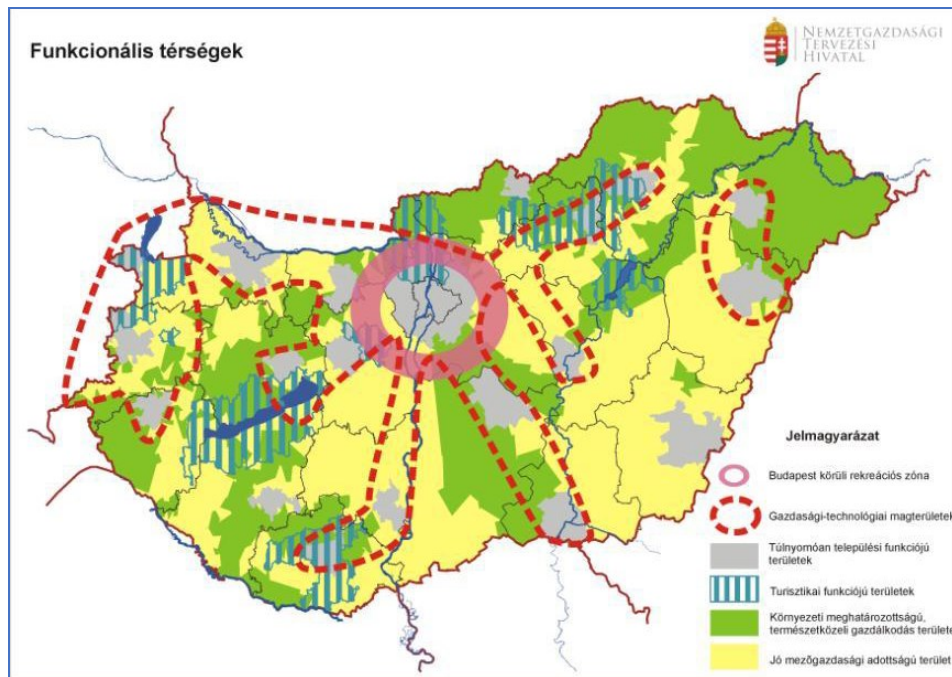 Funkcionális térségek
NEMZETGAZDASÁGI
TERVEZÉSI
HIVATAL
Jelmagyarázat
Budapest körüli rekreációs zóna
Gazdasági-technológiai magterületek
Túlnyomóan települési funkciójú
területek
Turisztikai funkciójú területek
Környezeti meghatározottságú,
természetközeli gazdálkodás területe
Jó mezõgazdasági adottságú terület